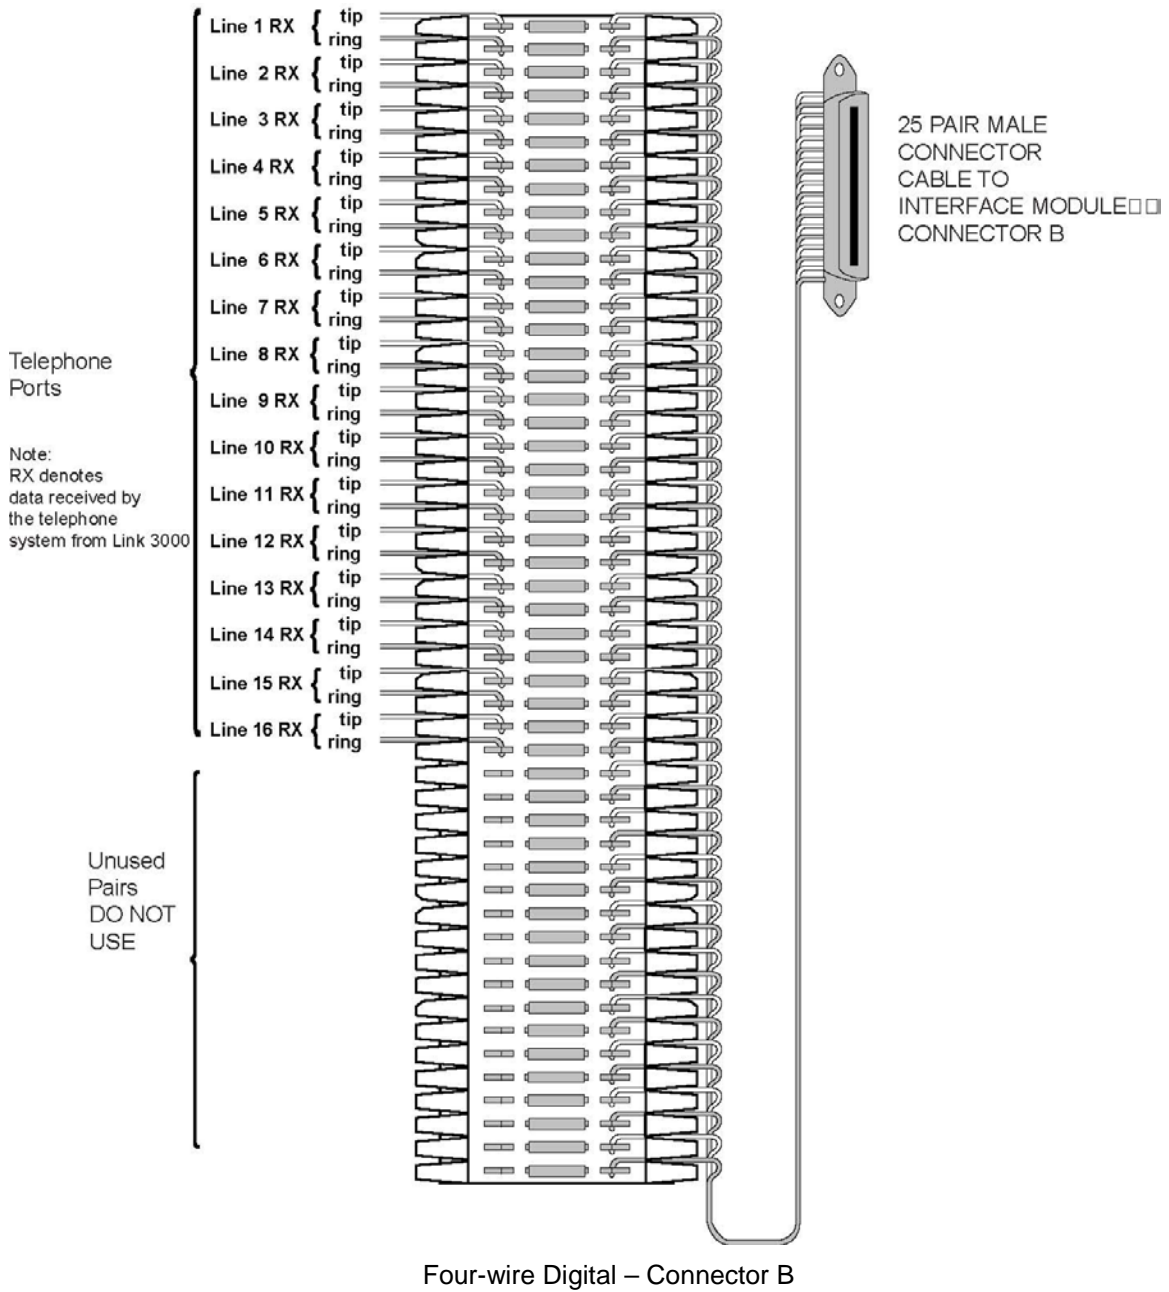 Line 1 RX { tip
ring
Line 2 RX { tip
ring
Line 3 RX { tip
ring
Line 4 RX { tip
ring
Line 5 RX { tip
ring
Line 6 RX { tip
ring
Line 7 RX { tip
ring
Line 8 RX { tip
ring
Line 9 RX { tip
ring
Line 10 RX { tip
ring
Line 11 RX { tip
ring
Line 12 RX { tip
ring
Line 13 RX { tip
ring
Line 14 RX { tip
ring
Line 15 RX { tip
ring
Line 16 RX { tip
ring
Telephone
Ports
Note:
RX denotes
data received by
the telephone
system from Link 3000
Unused
Pairs
DO NOT
USE
25 PAIR MALE
CONNECTOR
CABLE TO
INTERFACE MODULE□□
CONNECTOR B
Four-wire Digital – Connector B